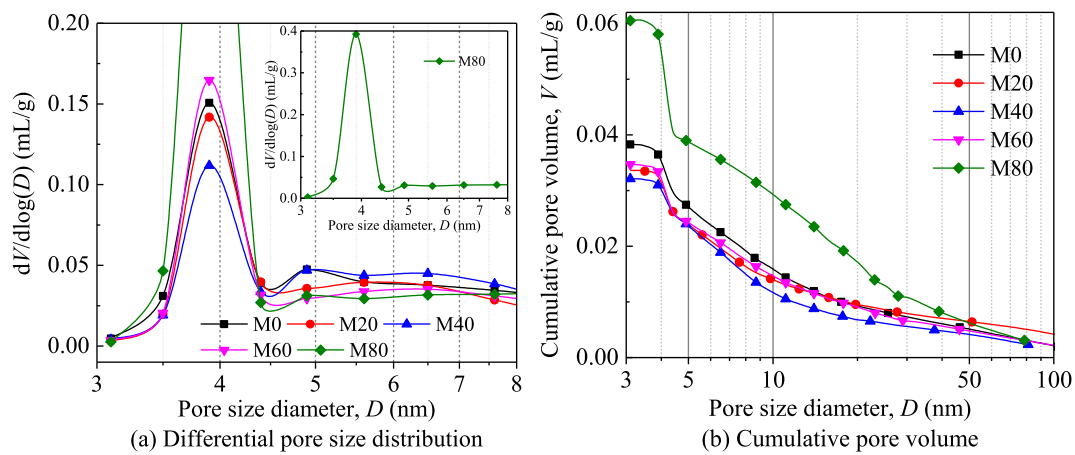 0.20
0.15
0.10
0.05
0.00
dV/dlog(D) (mL/g)
3 4 5 6 7 8
Pore size diameter, D (nm)
M0 M20 M40
M60 M80
0.4
0.3
0.2
0.1
0.0
dV/dlog(D) (mL/g)
M80
3 4 5 6 7 8
Pore size diameter, D (nm)
(a) Differential pore size distribution
0.06
0.04
0.02
0.00
Cumulative pore volume, V (mL/g)
M0
M20
M40
M60
M80
3 5 10 50 100
Pore size diameter, D (nm)
(b) Cumulative pore volume